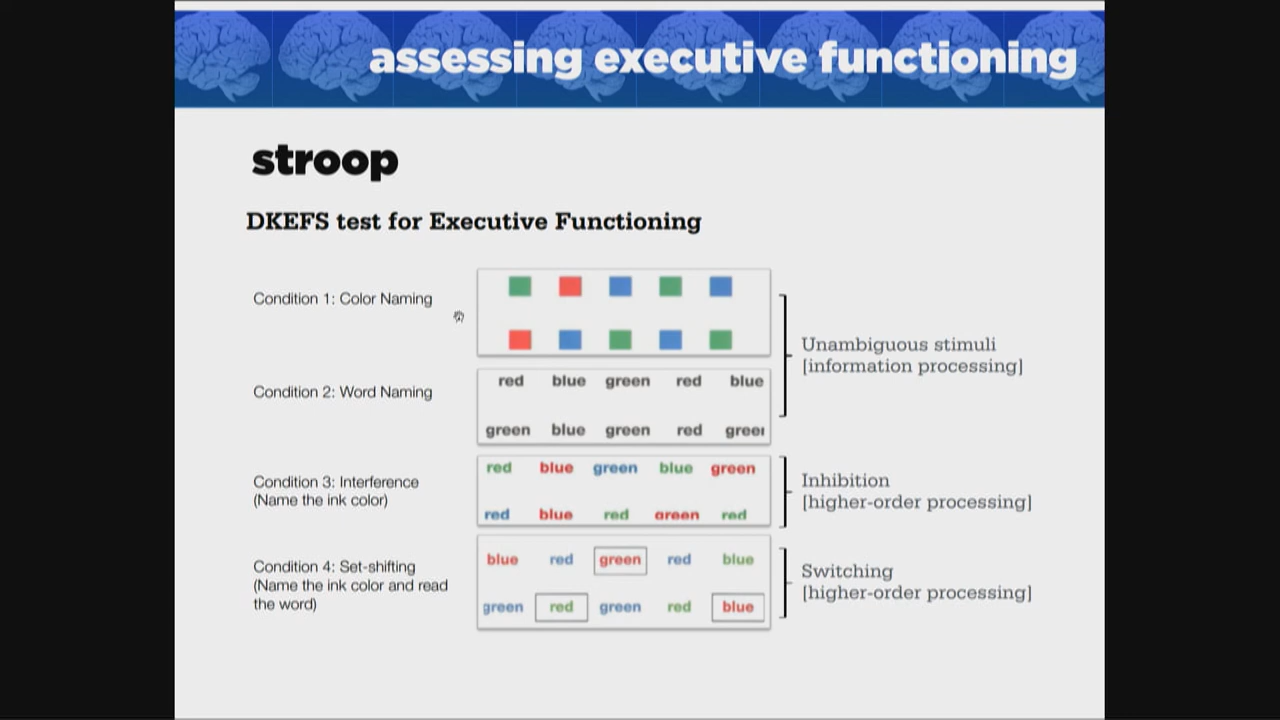 assessing executive functioning
stroop
DKEFS test for Executive Functioning
Condition 1: Color Naming
Unambiguous stimuli
[information processing]
Condition 2: Word Naming
red blue green red blue
green blue green red greei
Condition 3: Interference
(Name the ink color)
red blue green blue green
red blue red green red
Inhibition
[higher-order processing]
Condition 4: Set-shifting
(Name the ink color and read
the word)
blue red green red blue
green red green red blue
Switching
[higher-order processing]